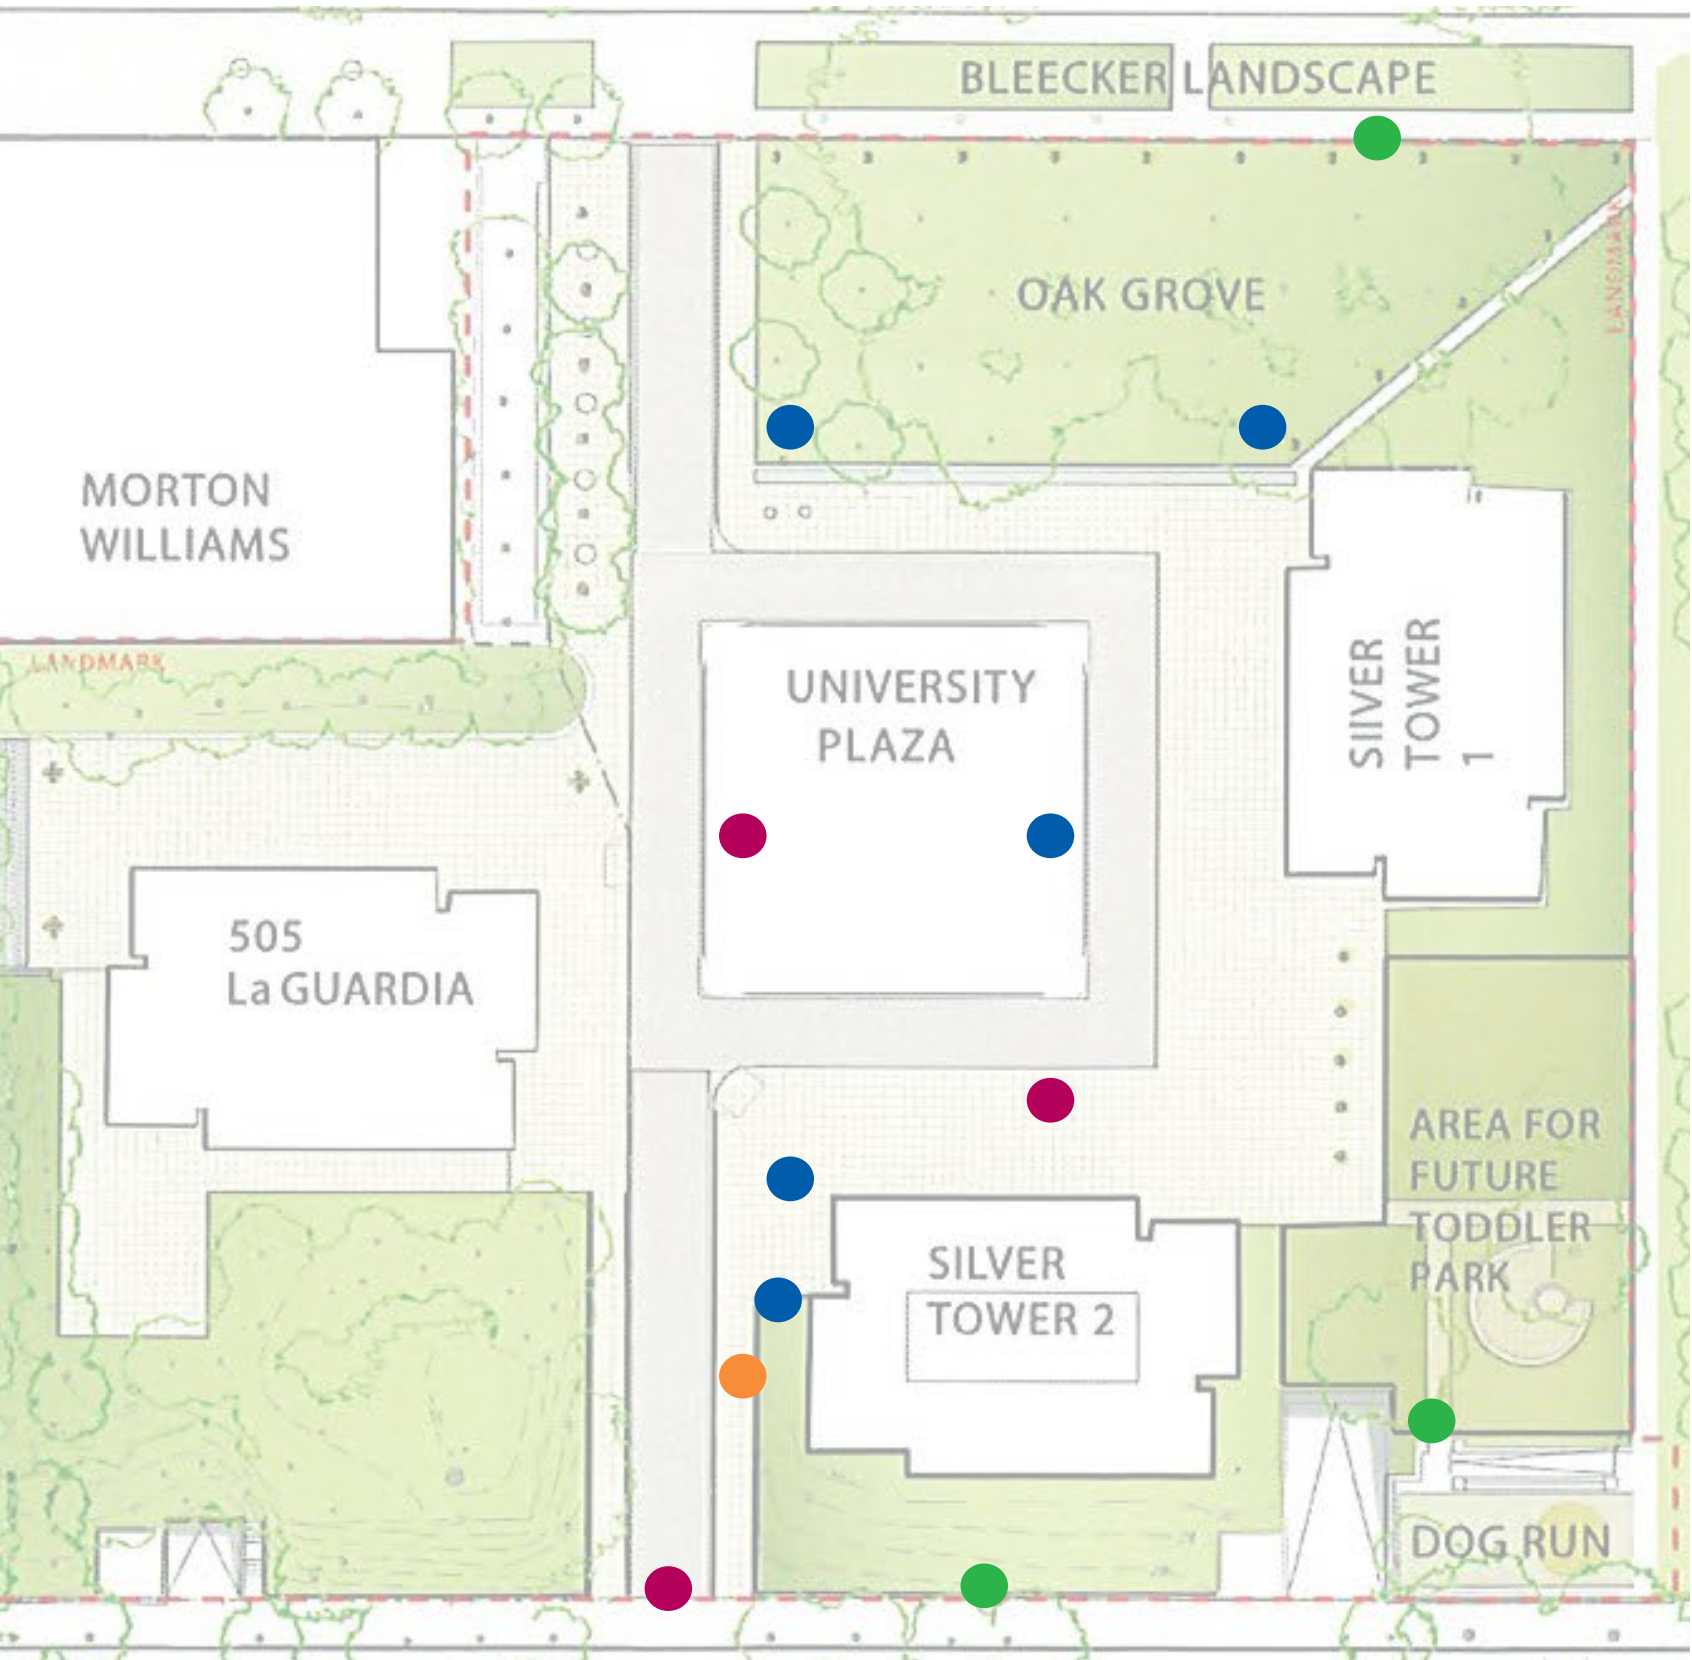 BLEECKER LANDSCAPE
OAK GROVE
LANDMARK
MORTON
WILLIAMS
LANDMARK
UNIVERSITY
PLAZA
SIIVER
TOWER
1
505
La GUARDIA
AREA FOR
FUTURE
TODDLER
PARK
SILVER
TOWER 2
DOG RUN